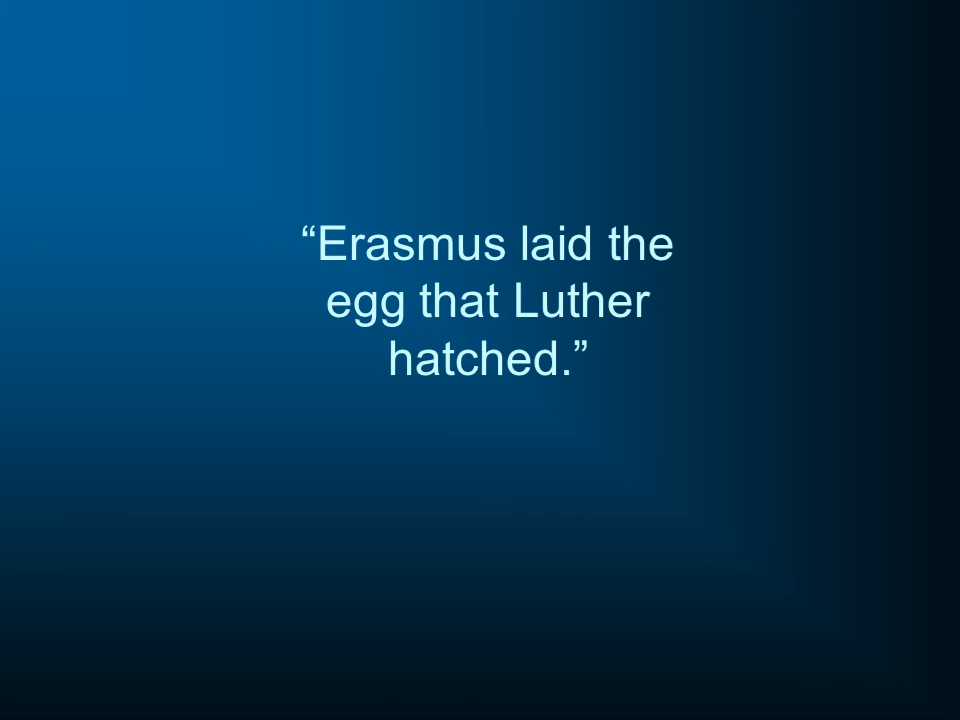 “Erasmus laid the
egg that Luther
hatched.”